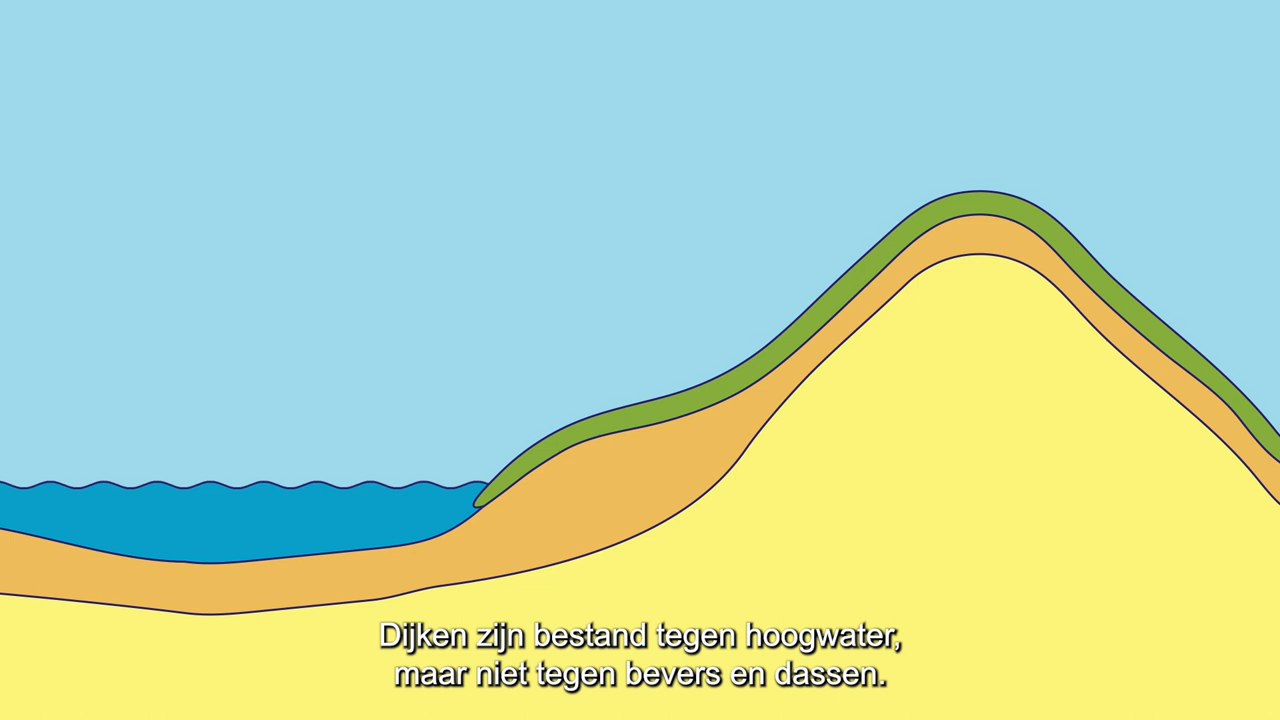 Dijken zijn bestand tegen hoogwater,
maar niet tegen bevers en dassen.